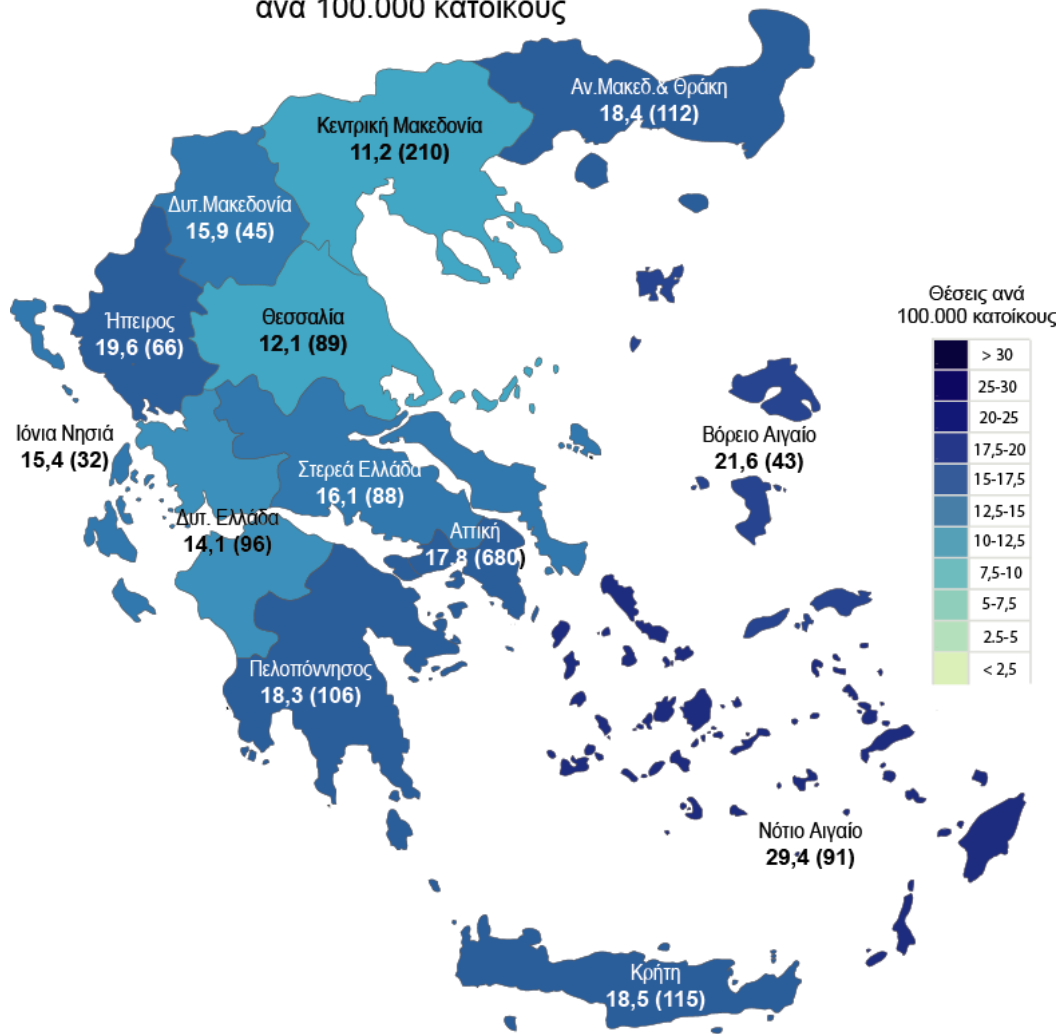 ανά 100.000 κατοίκους
Αν.Μακεδ.& Θράκη
18,4 (112)
Κεντρική Μακεδονία
11,2 (210)
Δυτ.Μακεδονία
15,9 (45)
Ήπειρος
19,6 (66)
Θεσσαλία
12,1 (89)
Ιόνια Νησιά
15,4 (32)
Στερεά Ελλάδα
16,1 (88)
Δυτ. Ελλάδα
14,1 (96)
Αττική
17,8 (680)
Πελοπόννησος
18,3 (106)
Βόρειο Αιγαίο
21,6 (43)
Νότιο Αιγαίο
29,4 (91)
Κρήτη
18,5 (115)
Θέσεις ανά
100.000 κατοίκους
> 30
25-30
20-25
17,5-20
15-17,5
12,5-15
10-12,5
7,5-10
5-7,5
2.5-5
< 2,5